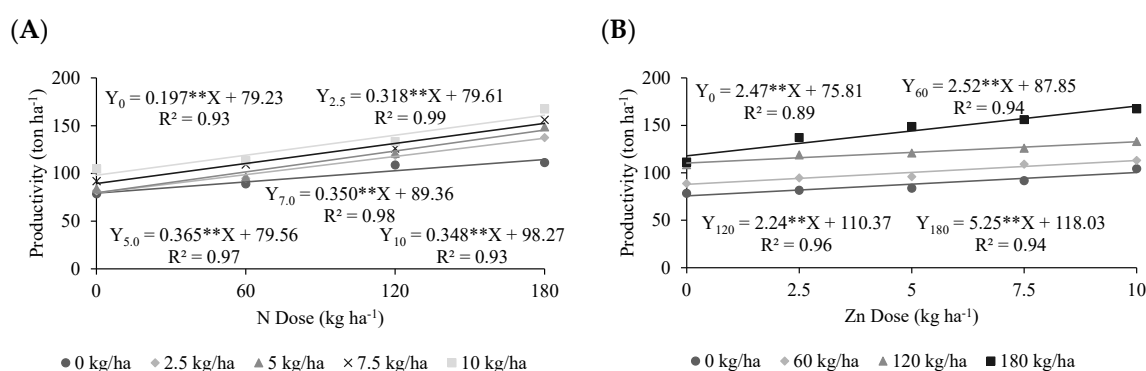 (A)
200
150
100
50
0
Productivity (ton ha-1)
Y0 = 0.197**X + 79.23
R² = 0.93
Y2.5 = 0.318**X + 79.61
R² = 0.99
Y7.0 = 0.350**X + 89.36
R² = 0.98
Y5.0 = 0.365**X + 79.56
R² = 0.97
Y10 = 0.348**X + 98.27
R² = 0.93
0 60 120 180
N Dose (kg ha-1)
0 kg/ha 2.5 kg/ha 5 kg/ha 7.5 kg/ha 10 kg/ha
(B)
200
150
100
50
0
Productivity (ton ha-1)
Y0 = 2.47**X + 75.81
R² = 0.89
Y60 = 2.52**X + 87.85
R² = 0.94
Y120 = 2.24**X + 110.37
R² = 0.96
Y180 = 5.25**X + 118.03
R² = 0.94
0 2.5 5 7.5 10
Zn Dose (kg ha-1)
0 kg/ha 60 kg/ha 120 kg/ha 180 kg/ha